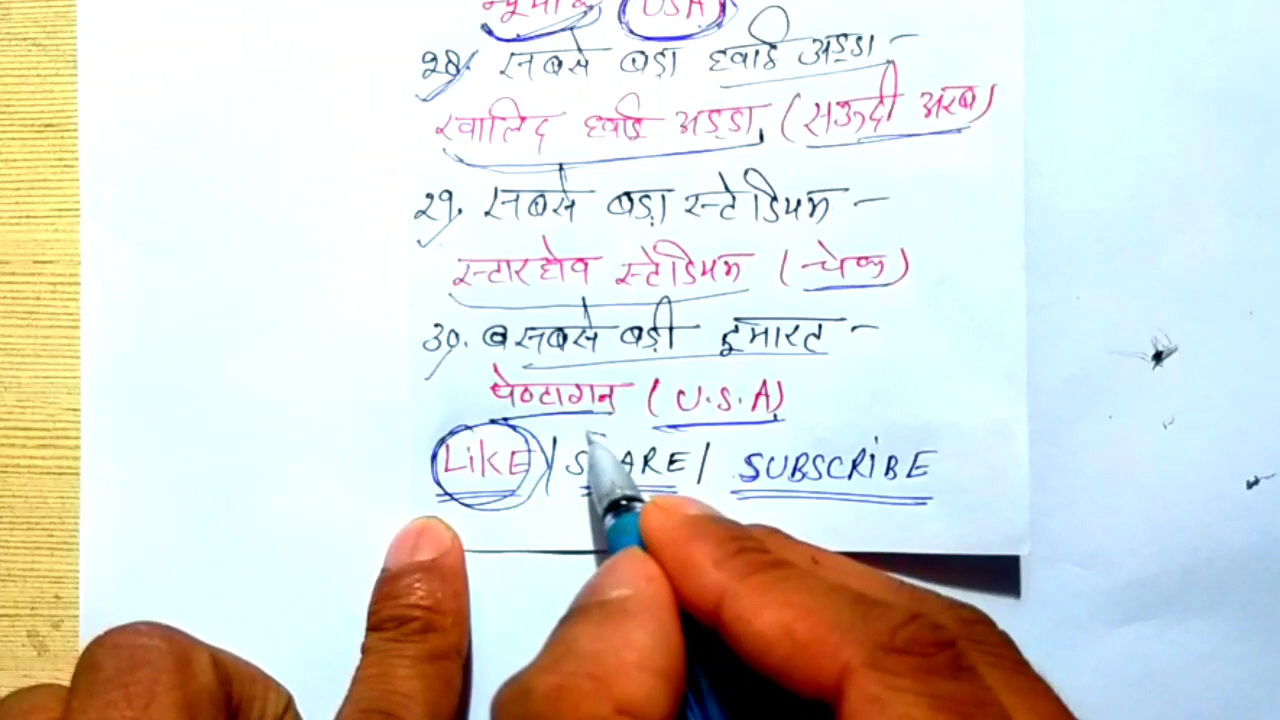 (USA)
28. सबसे बड़ा हवाई अड्डा -
खालिद हवाई अड्डा (सऊदी अरब)
29. सबसे बड़ा स्टेडियम -
स्टारहोव स्टेडियम (चेक)
30. सबसे बड़ी इमारत -
पेण्टागन (U.S.A)
LiKE / SHARE / SUBSCRiBE